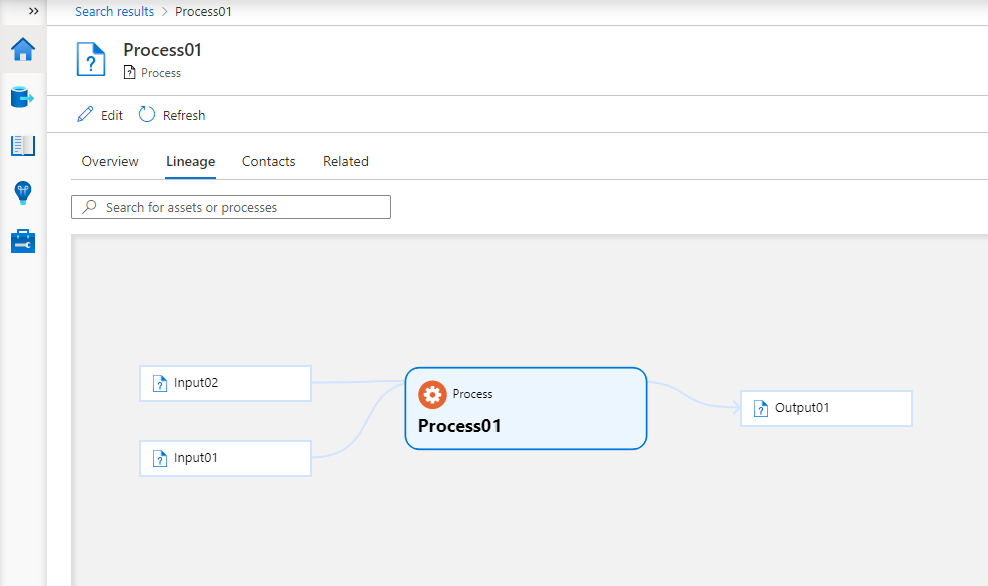 Search results > Process01
Process01
Process
Edit Refresh
Overview Lineage Contacts Related
Search for assets or processes
Input02
Process
Process01
Output01
Input01